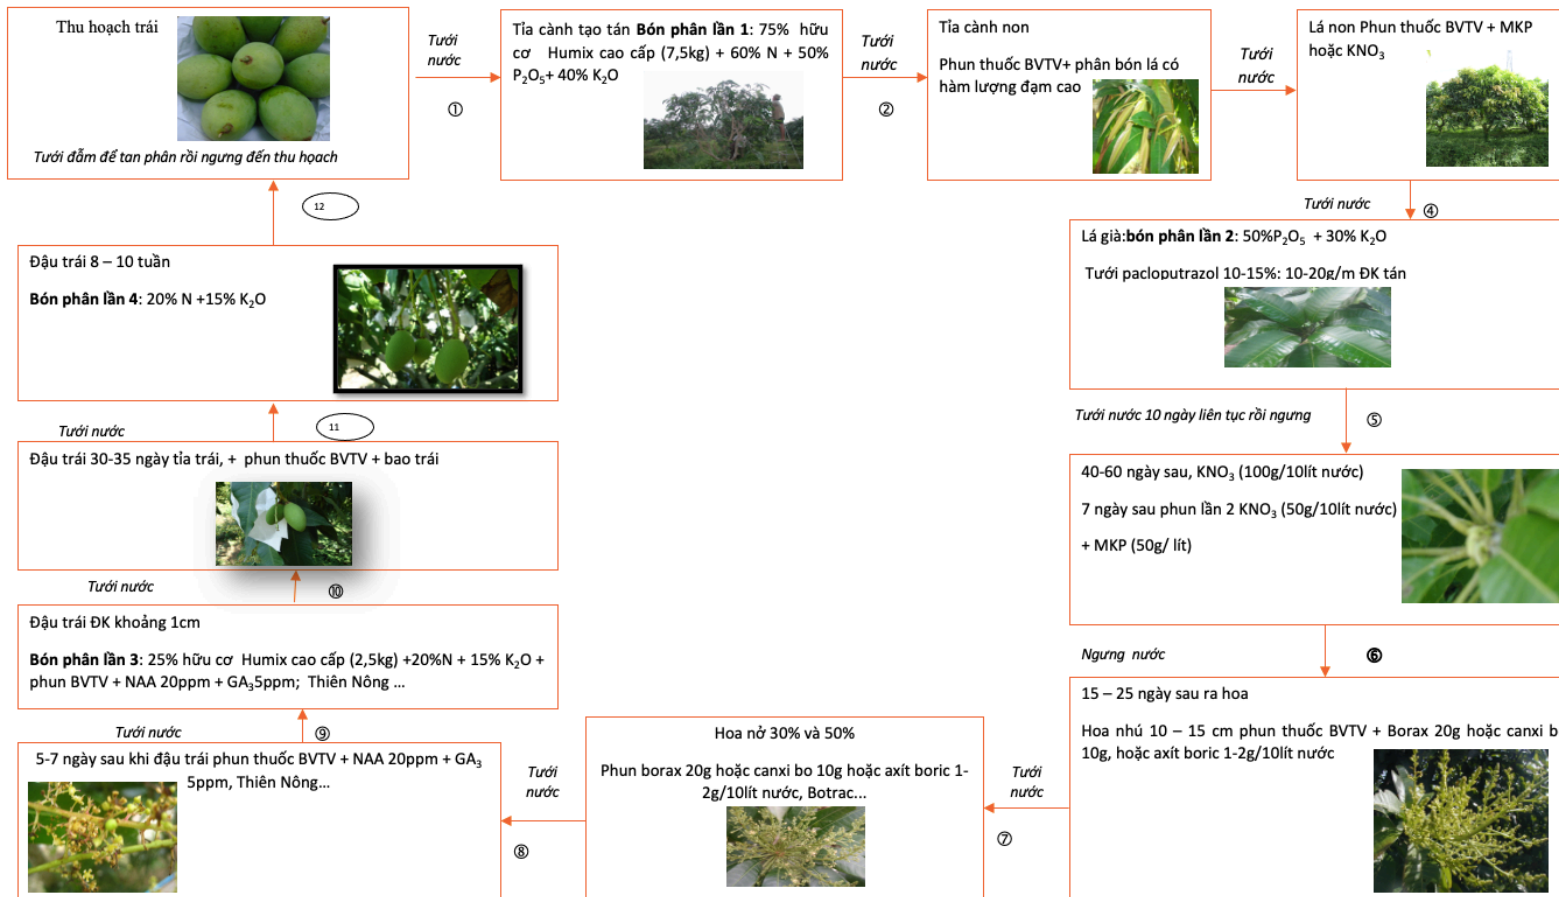 Thu hoạch trái
Tưới đẫm để tan phân rồi ngưng đến thu hoạch
Tưới
nước
①
Tỉa cành tạo tán Bón phân lần 1: 75% hữu
cơ Humix cao cấp (7,5kg) + 60% N + 50%
P₂O₅+ 40% K₂O
Tưới
nước
②
Tỉa cành non
Phun thuốc BVTV+ phân bón lá có
hàm lượng đạm cao
Tưới
nước
Lá non Phun thuốc BVTV + MKP
hoặc KNO₃
Tưới nước
④
Lá già:bón phân lần 2: 50%P₂O₅ + 30% K₂O
Tưới pacloputrazol 10-15%: 10-20g/m ĐK tán
Tưới nước 10 ngày liên tục rồi ngưng
⑤
40-60 ngày sau, KNO₃ (100g/10lít nước)
7 ngày sau phun lần 2 KNO₃ (50g/10lít nước)
+ MKP (50g/ lít)
Ngưng nước
⑥
15 – 25 ngày sau ra hoa
Hoa nhú 10 – 15 cm phun thuốc BVTV + Borax 20g hoặc canxi b
10g, hoặc axít boric 1-2g/10lít nước
Tưới
nước
⑦
Hoa nở 30% và 50%
Phun borax 20g hoặc canxi bo 10g hoặc axít boric 1-
2g/10lít nước, Botrac...
Tưới
nước
⑧
5-7 ngày sau khi đậu trái phun thuốc BVTV + NAA 20ppm + GA₃
5ppm, Thiên Nông...
Tưới nước
⑨
Đậu trái ĐK khoảng 1cm
Bón phân lần 3: 25% hữu cơ Humix cao cấp (2,5kg) +20%N + 15% K₂O +
phun BVTV + NAA 20ppm + GA₃5ppm; Thiên Nông ...
Tưới nước
⑩
Đậu trái 30-35 ngày tỉa trái, + phun thuốc BVTV + bao trái
Tưới nước
11
Đậu trái 8 – 10 tuần
Bón phân lần 4: 20% N +15% K₂O
12